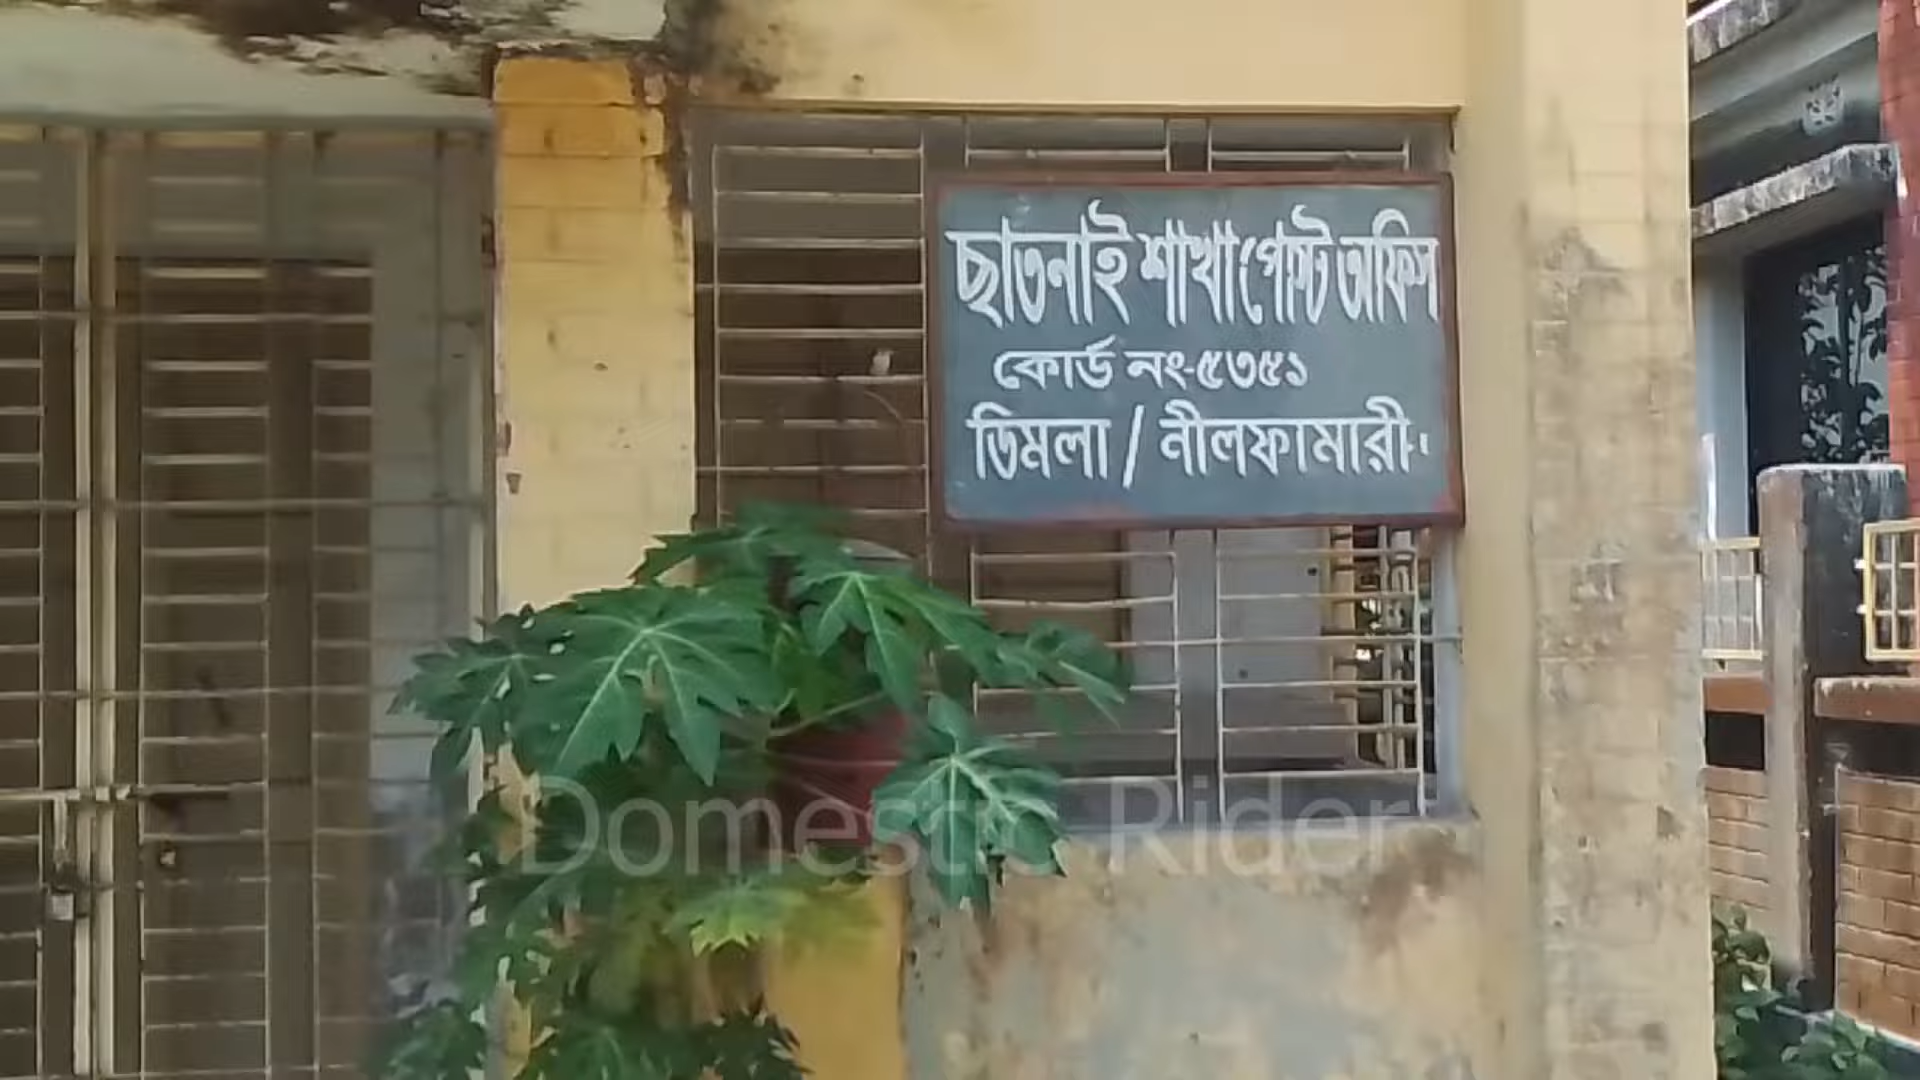 ছাতনাই শাখা পোস্ট অফিস
কোর্ড নং-৫৩৫১
ডিমলা / নীলফামারী।
Domestic Rider